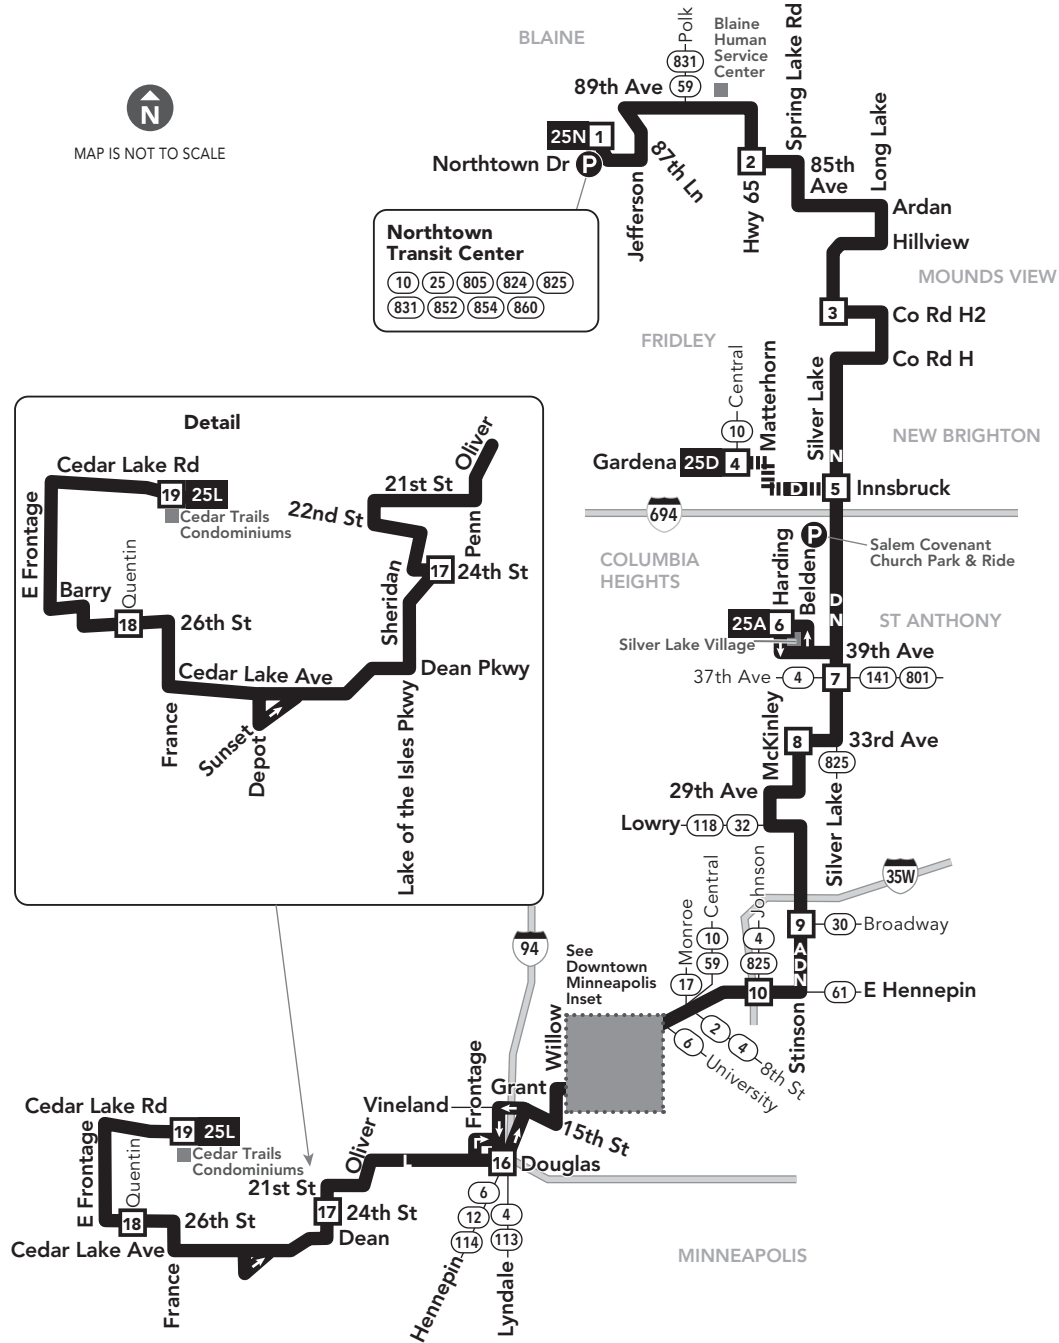 BLAINE
Polk
831
59
Blaine
Human
Service
Center
Spring Lake Rd
N
MAP IS NOT TO SCALE
89th Ave
25N 1
Northtown Dr P
Jefferson
87th Ln
2
Hwy 65
85th
Ave
Long Lake
Ardan
Hillview
Northtown
Transit Center
10 25 805 824 825
831 852 854 860
MOUNDS VIEW
3
Co Rd H2
FRIDLEY
Co Rd H
Central
10
Matterhorn
Silver Lake
NEW BRIGHTON
N
Gardena 25D 4
D
5 Innsbruck
694
COLUMBIA
HEIGHTS
Harding
Belden
P
Salem Covenant
Church Park & Ride
D
N
ST ANTHONY
25A 6
Silver Lake Village
39th Ave
37th Ave 4 7 141 801
McKinley
8 33rd Ave
825
Silver Lake
29th Ave
Lowry 118 32
35W
Monroe
Central
Johnson
10
59
17
4
825
9 30 Broadway
A
D
N
10
61 E Hennepin
Stinson
2
4
8th St
6
University
See
Downtown
Minneapolis
Inset
94
Willow
Grant
15th St
Frontage
Vineland
16 Douglas
6
12
114
Hennepin
4
113
Lyndale
MINNEAPOLIS
Detail
Cedar Lake Rd
19 25L
Cedar Trails
Condominiums
E Frontage
Barry
Quentin
18 26th St
Cedar Lake Ave
France
Sunset
Depot
Oliver
21st St
22nd St
Penn
17 24th St
Sheridan
Dean Pkwy
Lake of the Isles Pkwy
Cedar Lake Rd
19 25L
Cedar Trails
Condominiums
E Frontage
Quentin
18 26th St
Cedar Lake Ave
France
Oliver
L
21st St
17 24th St
Dean